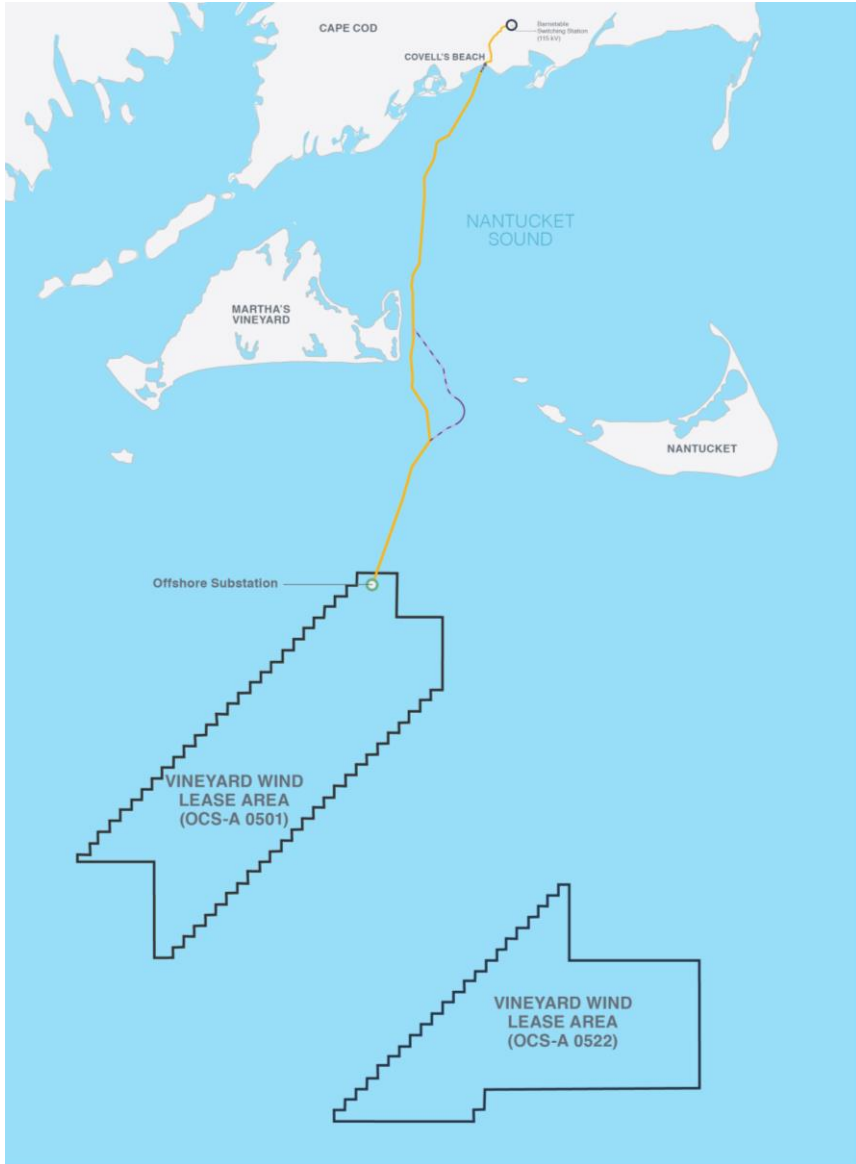 CAPE COD
Barnstable
Switching Station
(115 kV)
COVELL'S BEACH
NANTUCKET
SOUND
MARTHA'S
VINEYARD
NANTUCKET
Offshore Substation
VINEYARD WIND
LEASE AREA
(OCS-A 0501)
VINEYARD WIND
LEASE AREA
(OCS-A 0522)